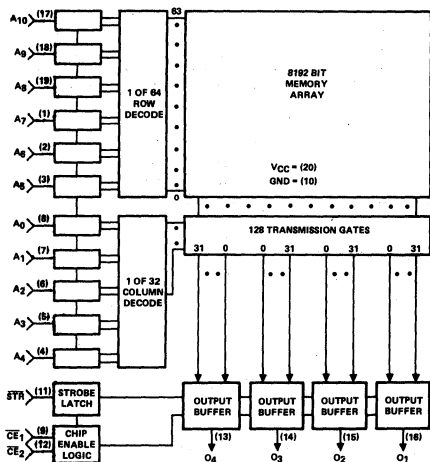 A10 (17)
A9 (18)
A8 (19)
A7 (1)
A6 (2)
A5 (3)
A0 (8)
A1 (7)
A2 (6)
A3 (5)
A4 (4)
1 OF 64
ROW
DECODE
63
0
8192 BIT
MEMORY
ARRAY
VCC = (20)
GND = (10)
1 OF 32
COLUMN
DECODE
128 TRANSMISSION GATES
31 0 0 31 31 0 0 31
STR (11)
STROBE
LATCH
CE1 (9)
CE2 (12)
CHIP
ENABLE
LOGIC
OUTPUT
BUFFER
OUTPUT
BUFFER
OUTPUT
BUFFER
OUTPUT
BUFFER
(13) (14) (15) (16)
O4 O3 O2 O1